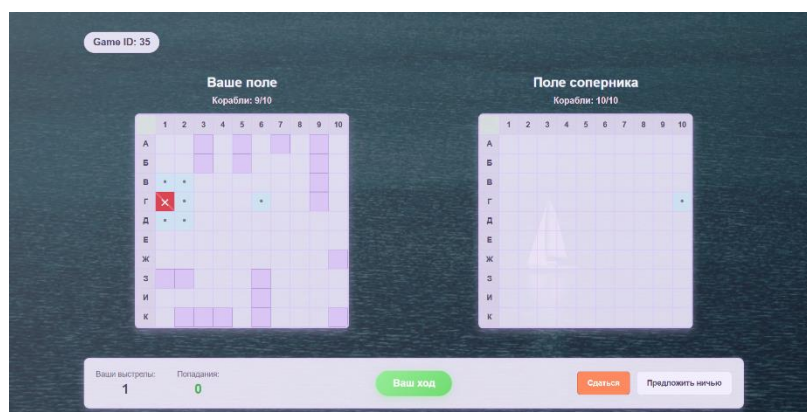 Game ID: 35
Ваше поле
Корабли: 9/10
1 2 3 4 5 6 7 8 9 10
А
Б
В
Г
Д
Е
Ж
З
И
К
Поле соперника
Корабли: 10/10
1 2 3 4 5 6 7 8 9 10
А
Б
В
Г
Д
Е
Ж
З
И
К
Ваши выстрелы:
1
Попадания:
0
Ваш ход
Сдаться
Предложить ничью